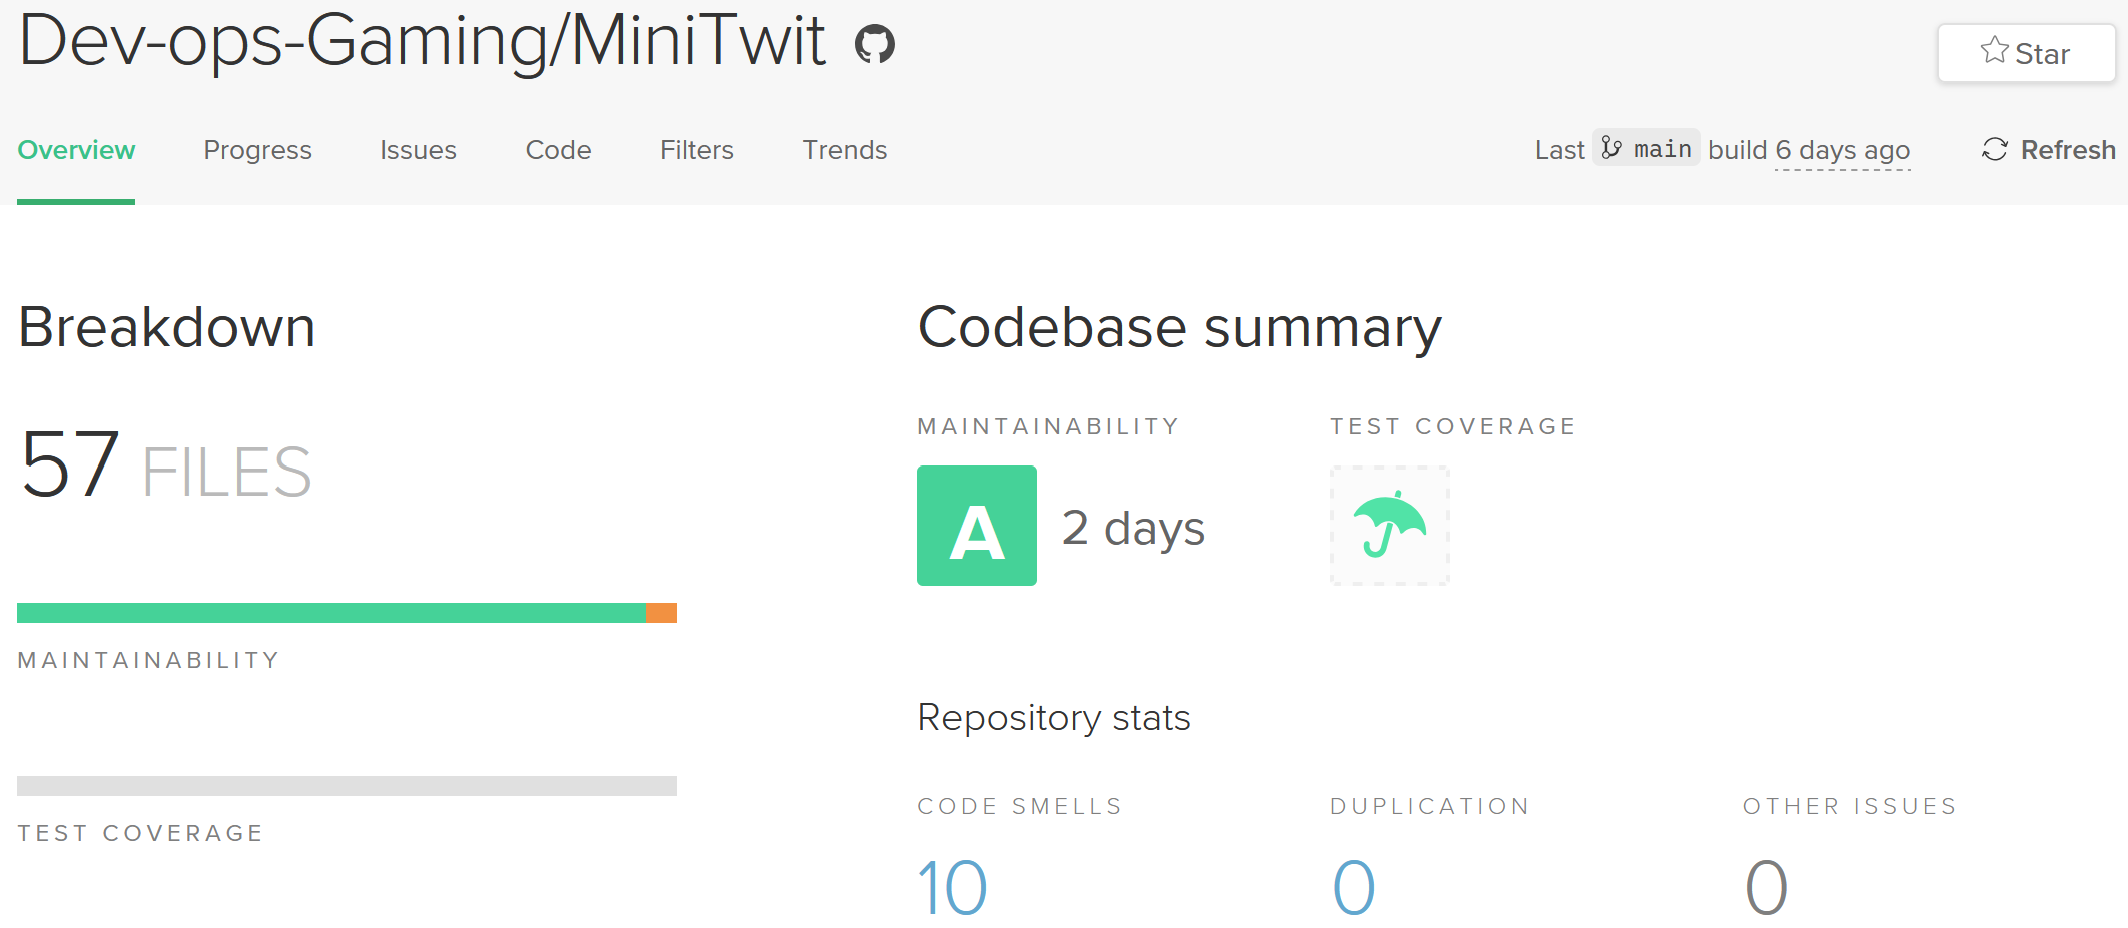 Dev-ops-Gaming/MiniTwit
Star
Overview Progress Issues Code Filters Trends Last main build 6 days ago Refresh
Breakdown
57 FILES
MAINTAINABILITY
TEST COVERAGE
Codebase summary
MAINTAINABILITY TEST COVERAGE
A 2 days
Repository stats
CODE SMELLS DUPLICATION OTHER ISSUES
10 0 0